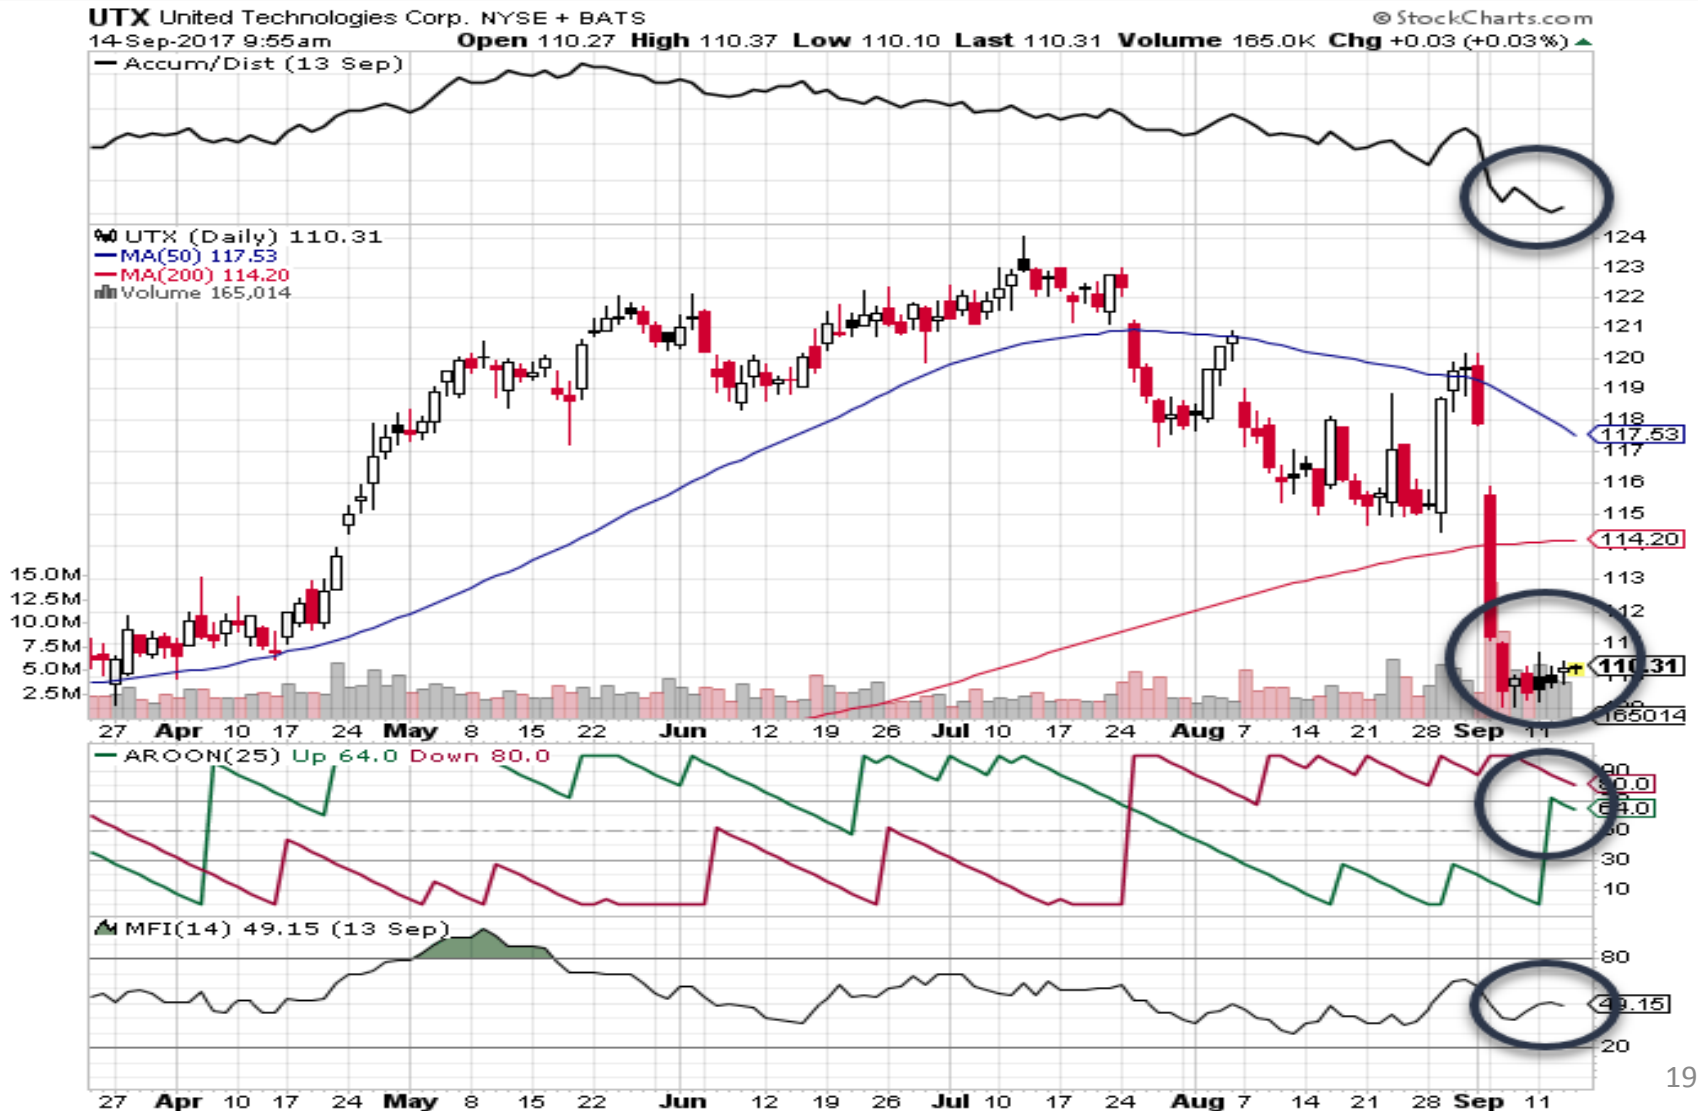 UTX United Technologies Corp. NYSE + BATS
© StockCharts.com
14-Sep-2017 9:55am
Open 110.27 High 110.37 Low 110.10 Last 110.31 Volume 165.0K Chg +0.03 (+0.03%)
Accum/Dist (13 Sep)
UTX (Daily) 110.31
MA(50) 117.53
MA(200) 114.20
Volume 165,014
124
123
122
121
120
119
118
117.53
117
116
115
114.20
113
112
11
110.31
165014
15.0M
12.5M
10.0M
7.5M
5.0M
2.5M
27 Apr 10 17 24 May 8 15 22 Jun 12 19 26 Jul 10 17 24 Aug 7 14 21 28 Sep 11
AROON(25) Up 64.0 Down 80.0
90
80.0
64.0
50
30
10
MFI(14) 49.15 (13 Sep)
80
49.15
20
27 Apr 10 17 24 May 8 15 22 Jun 12 19 26 Jul 10 17 24 Aug 7 14 21 28 Sep 11
19